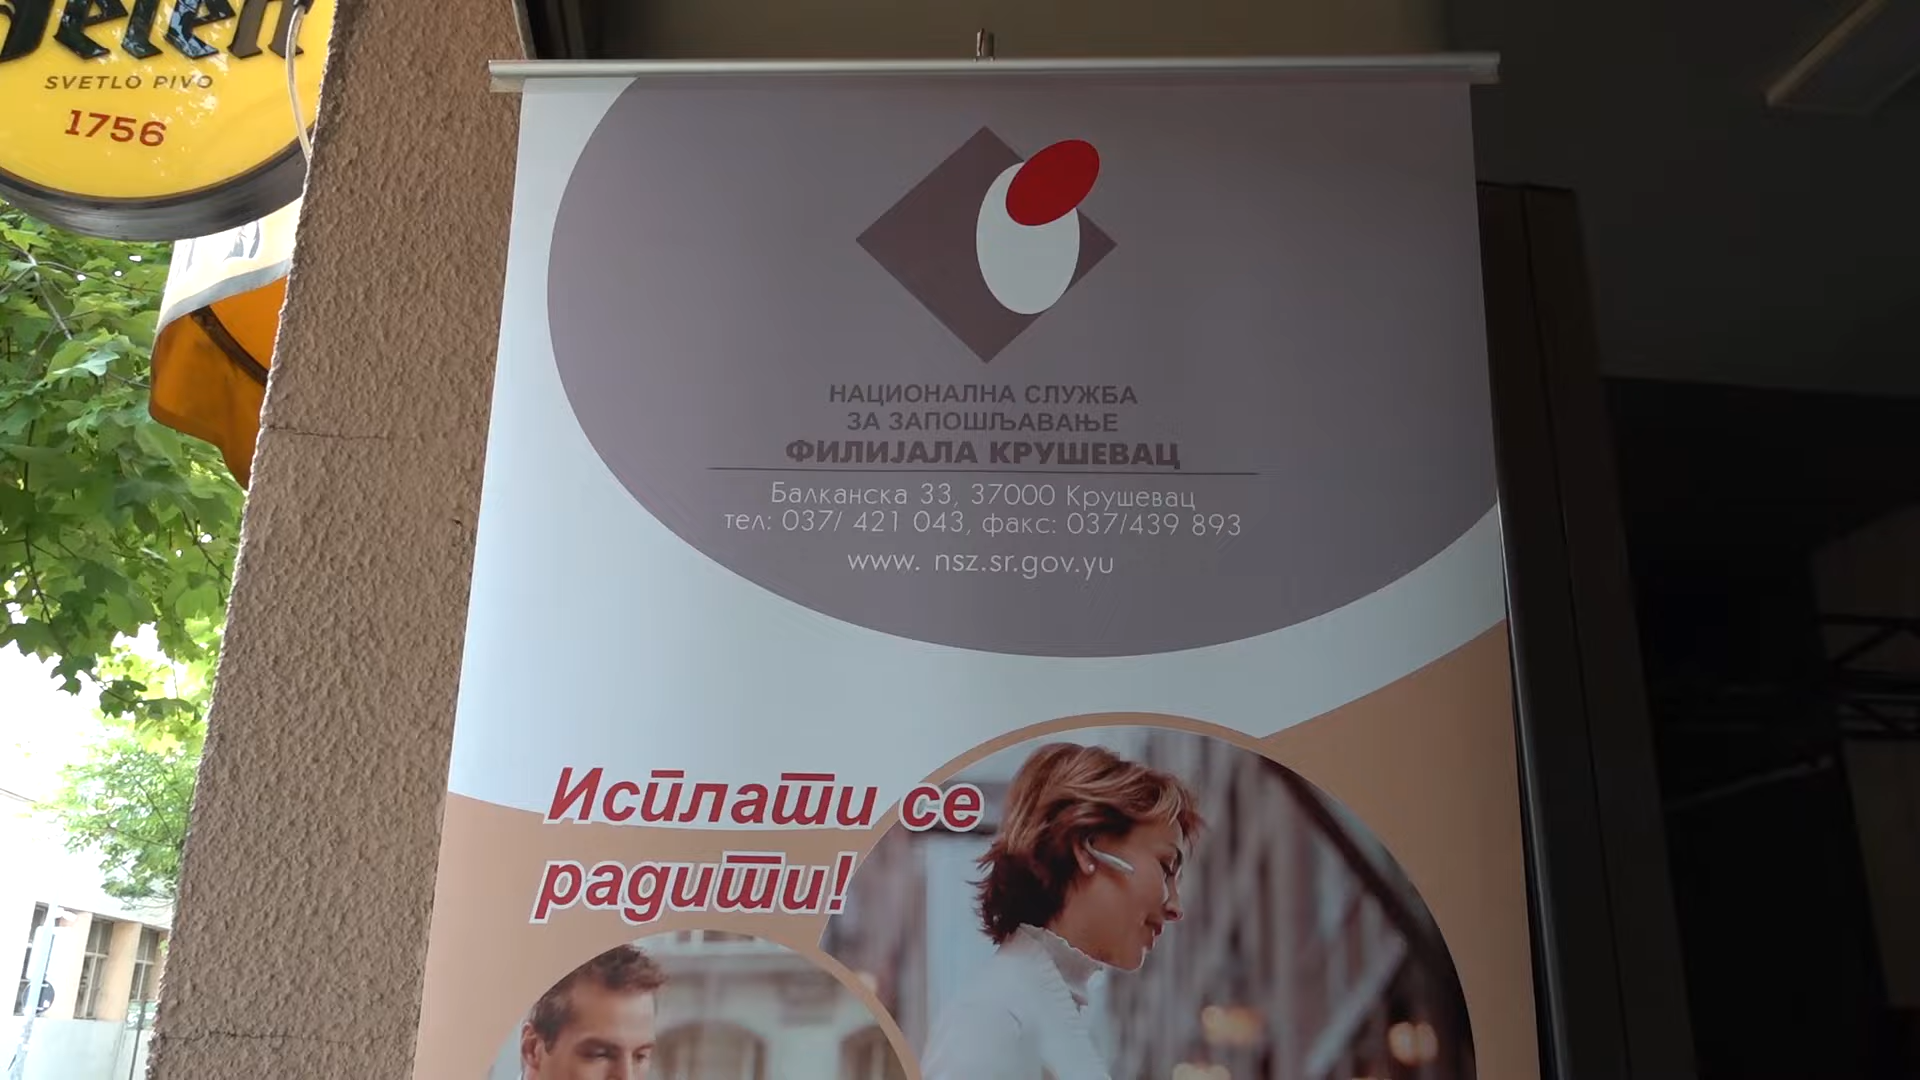 Jelen
SVETLO PIVO
1756
НАЦИОНАЛНА СЛУЖБА
ЗА ЗАПОШЉАВАЊЕ
ФИЛИЈАЛА КРУШЕВАЦ
Балканска 33, 37000 Крушевац
тел: 037/ 421 043, факс: 037/439 893
www. nsz.sr.gov.yu
Исплати се
радити!